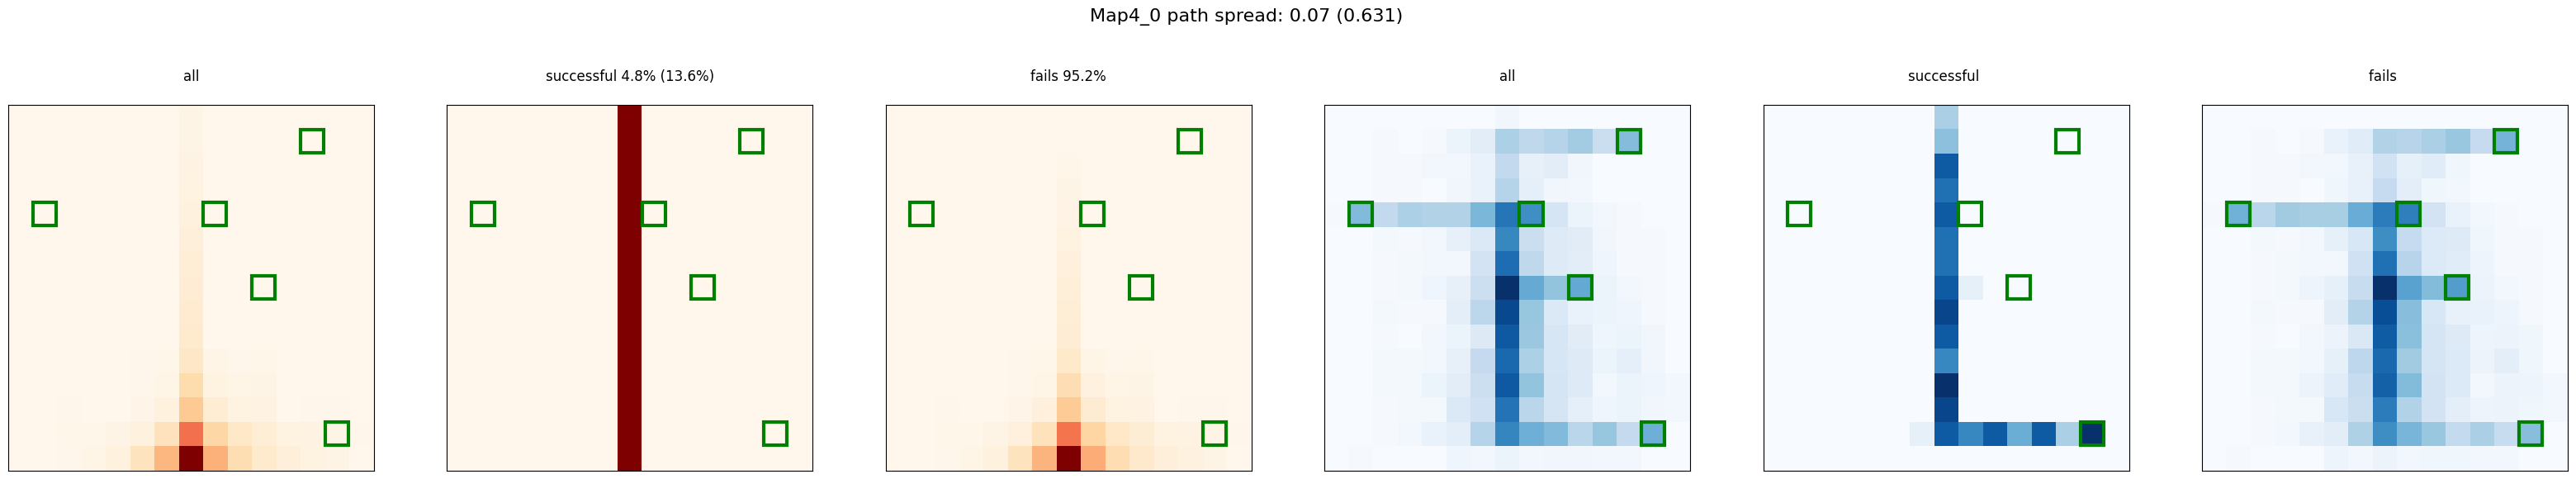 Map4_0 path spread: 0.07 (0.631)
all
successful 4.8% (13.6%)
fails 95.2%
all
successful
fails